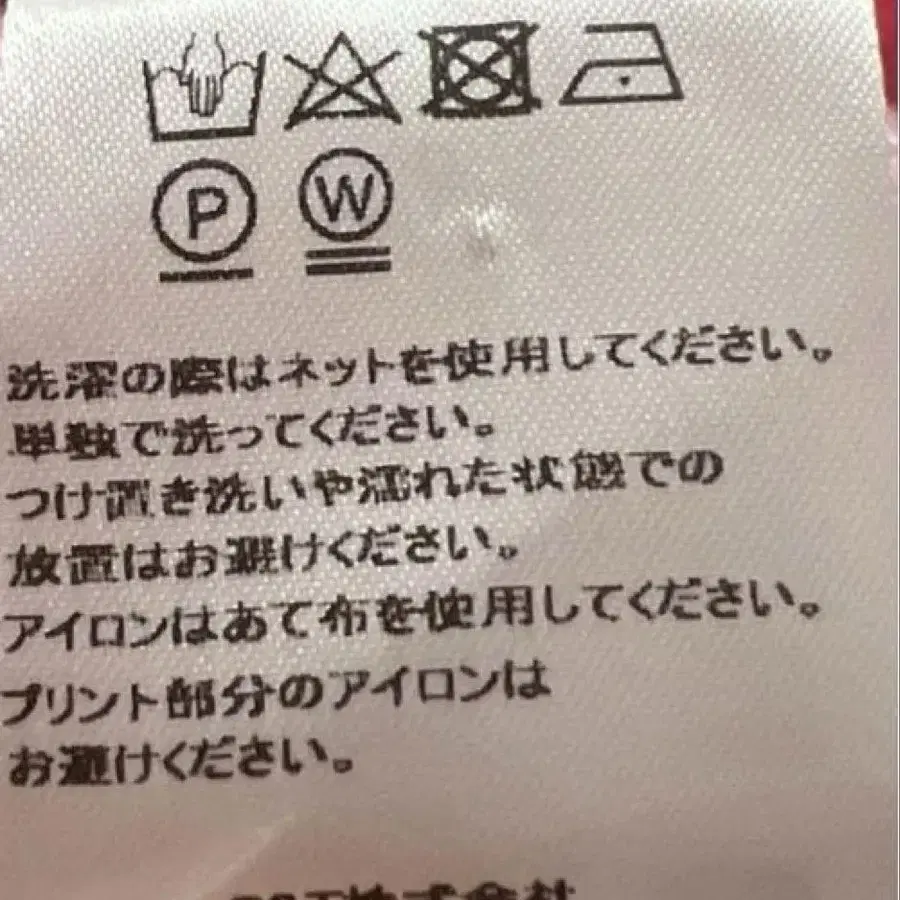 P W
洗濯の際はネットを使用してください。
単独で洗ってください。
つけ置き洗いや濡れた状態での
放置はお避けください。
アイロンはあて布を使用してください。
プリント部分のアイロンは
お避けください。
株式会社